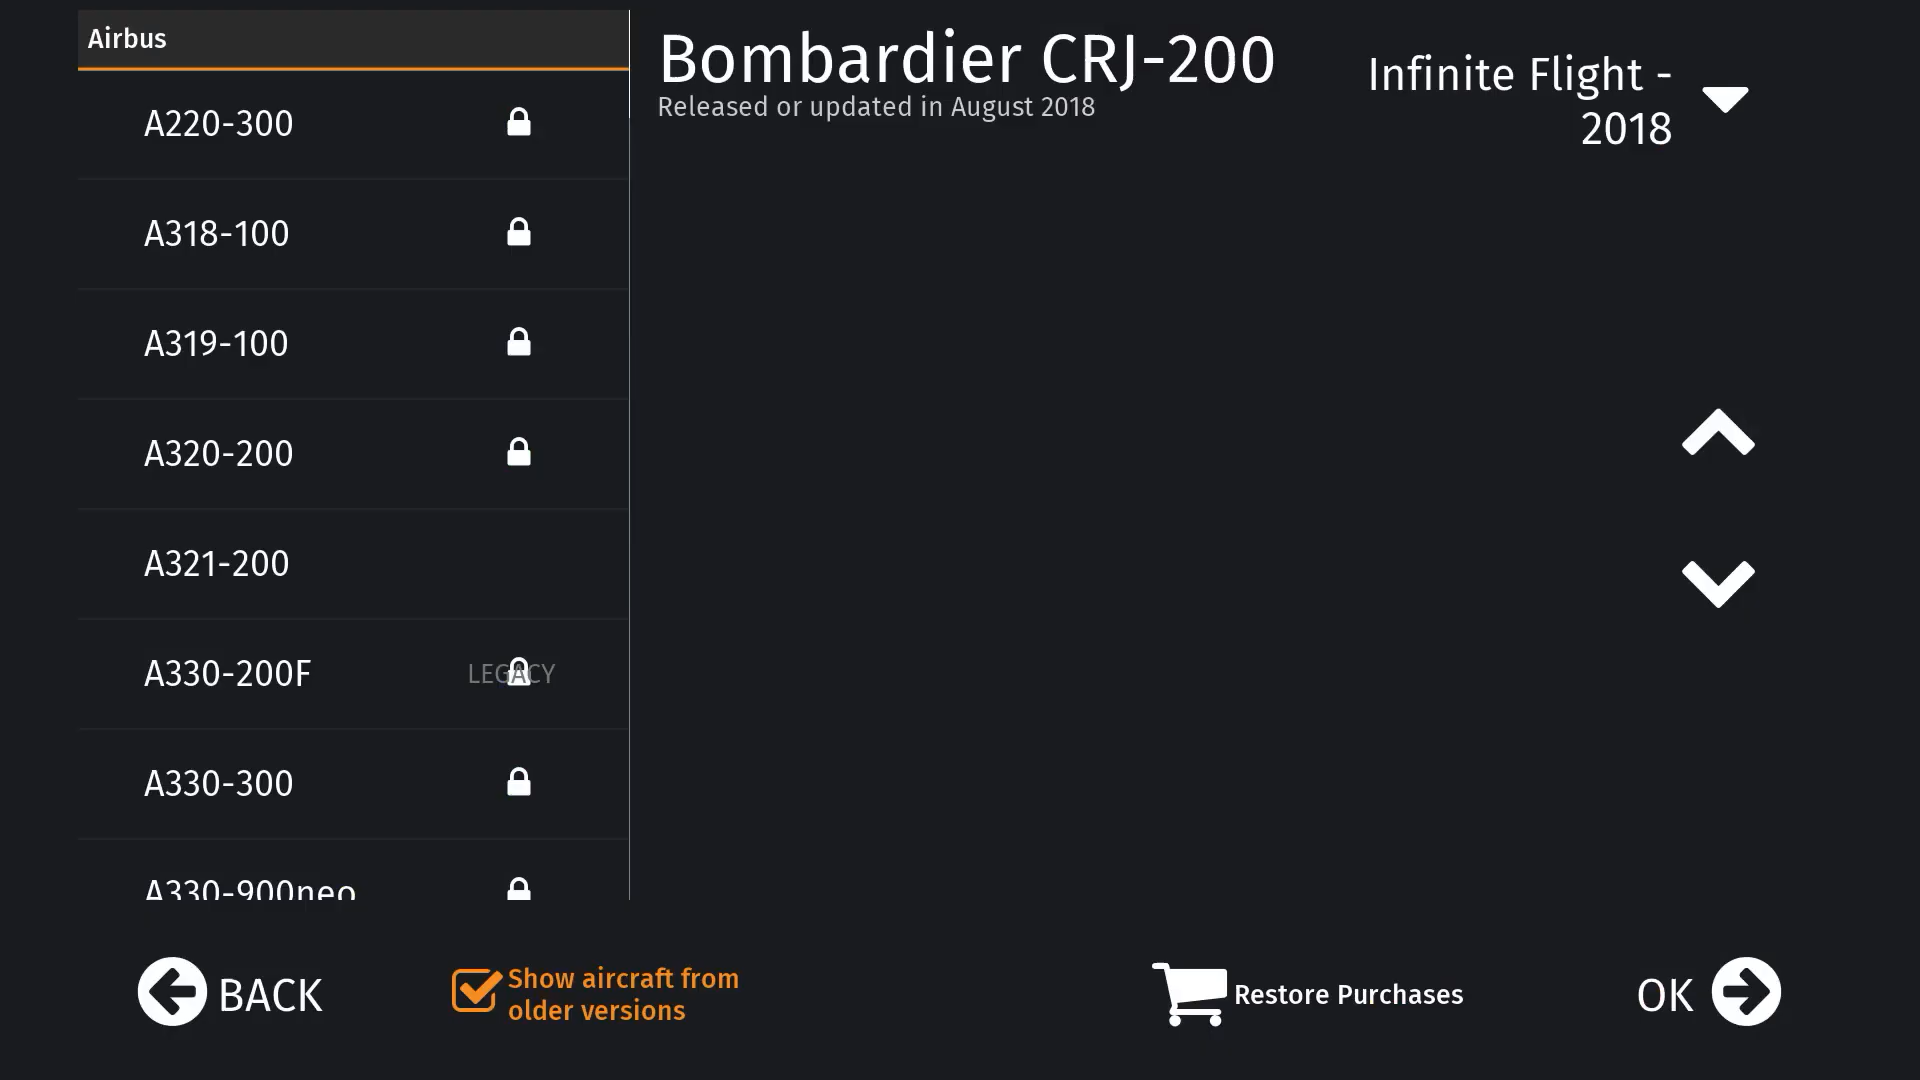 Airbus
A220-300
A318-100
A319-100
A320-200
A321-200
A330-200F LEGACY
A330-300
A330-900neo
Bombardier CRJ-200
Released or updated in August 2018
Infinite Flight -
2018
BACK
Show aircraft from
older versions
Restore Purchases
OK